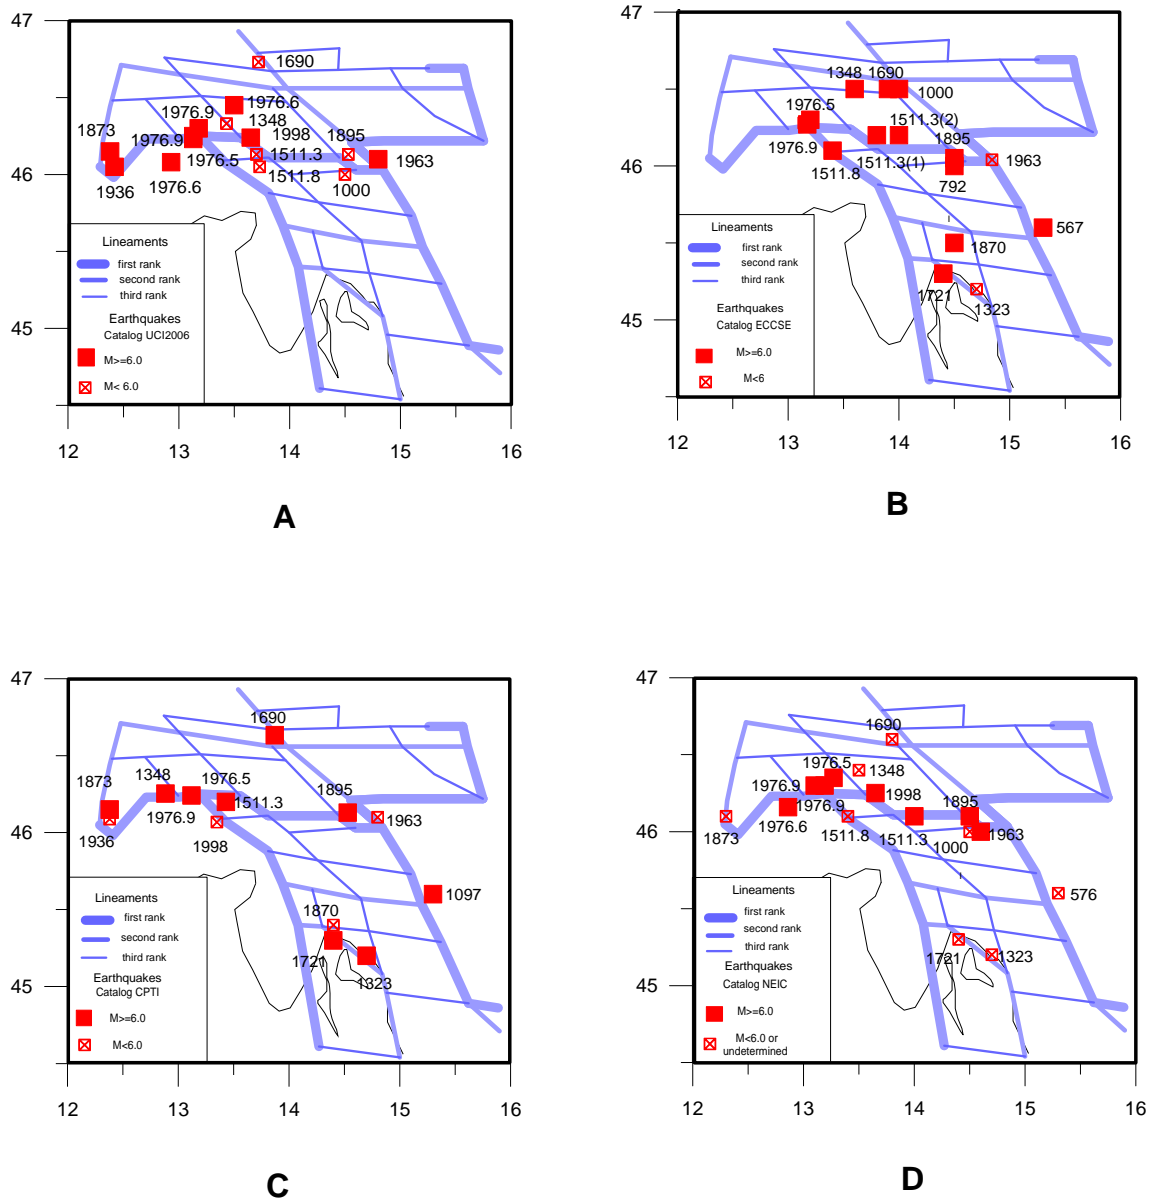 47
46
45
12
13
14
15
16
1690
1976.6
1976.9
1348
1873
1976.9
1998
1895
1976.5
1511.3
1963
1511.8
1936
1976.6
1000
Lineaments
first rank
second rank
third rank
Earthquakes
Catalog UCI2006
M>=6.0
M< 6.0
A
47
46
45
12
13
14
15
16
1348
1690
1000
1976.5
1511.3(2)
1895
1976.9
1511.8
1511.3(1)
1963
792
567
1870
1721
1323
Lineaments
first rank
second rank
third rank
Earthquakes
Catalog ECCSE
M>=6.0
M<6
B
47
46
45
12
13
14
15
16
1690
1873
1348
1976.5
1895
1511.3
1963
1976.9
1936
1998
1097
1870
1721
1323
Lineaments
first rank
second rank
third rank
Earthquakes
Catalog CPTI
M>=6.0
M<6.0
C
47
46
45
12
13
14
15
16
1690
1976.5
1348
1976.9
1998
1895
1976.9
1873
1976.6
1511.8
1511.3
1963
1000
576
1721
1323
Lineaments
first rank
second rank
third rank
Earthquakes
Catalog NEIC
M>=6.0
M<6.0 or
undetermined
D